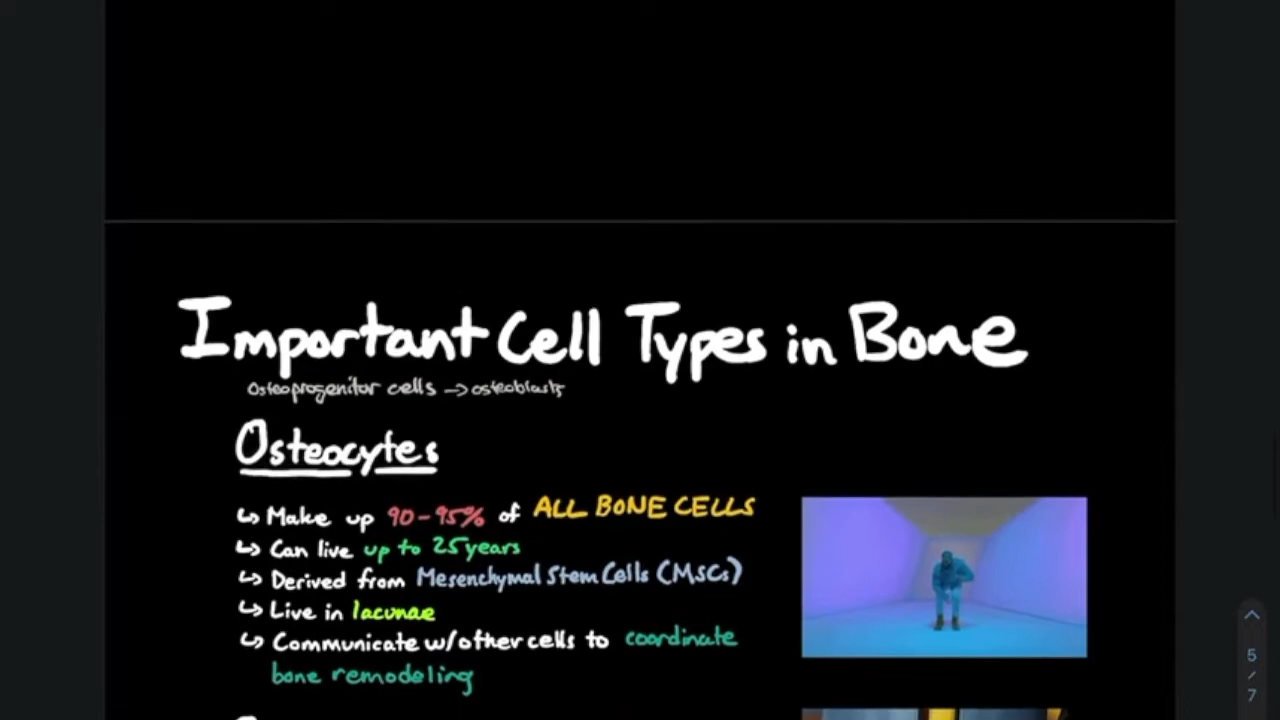 Important Cell Types in Bone
Osteoprogenitor cells → osteoblasts
Osteocytes
↳ Make up 90-95% of ALL BONE CELLS
↳ Can live up to 25 years
↳ Derived from Mesenchymal Stem Cells (MSCs)
↳ Live in lacunae
↳ Communicate w/other cells to coordinate
bone remodeling
5
/
7